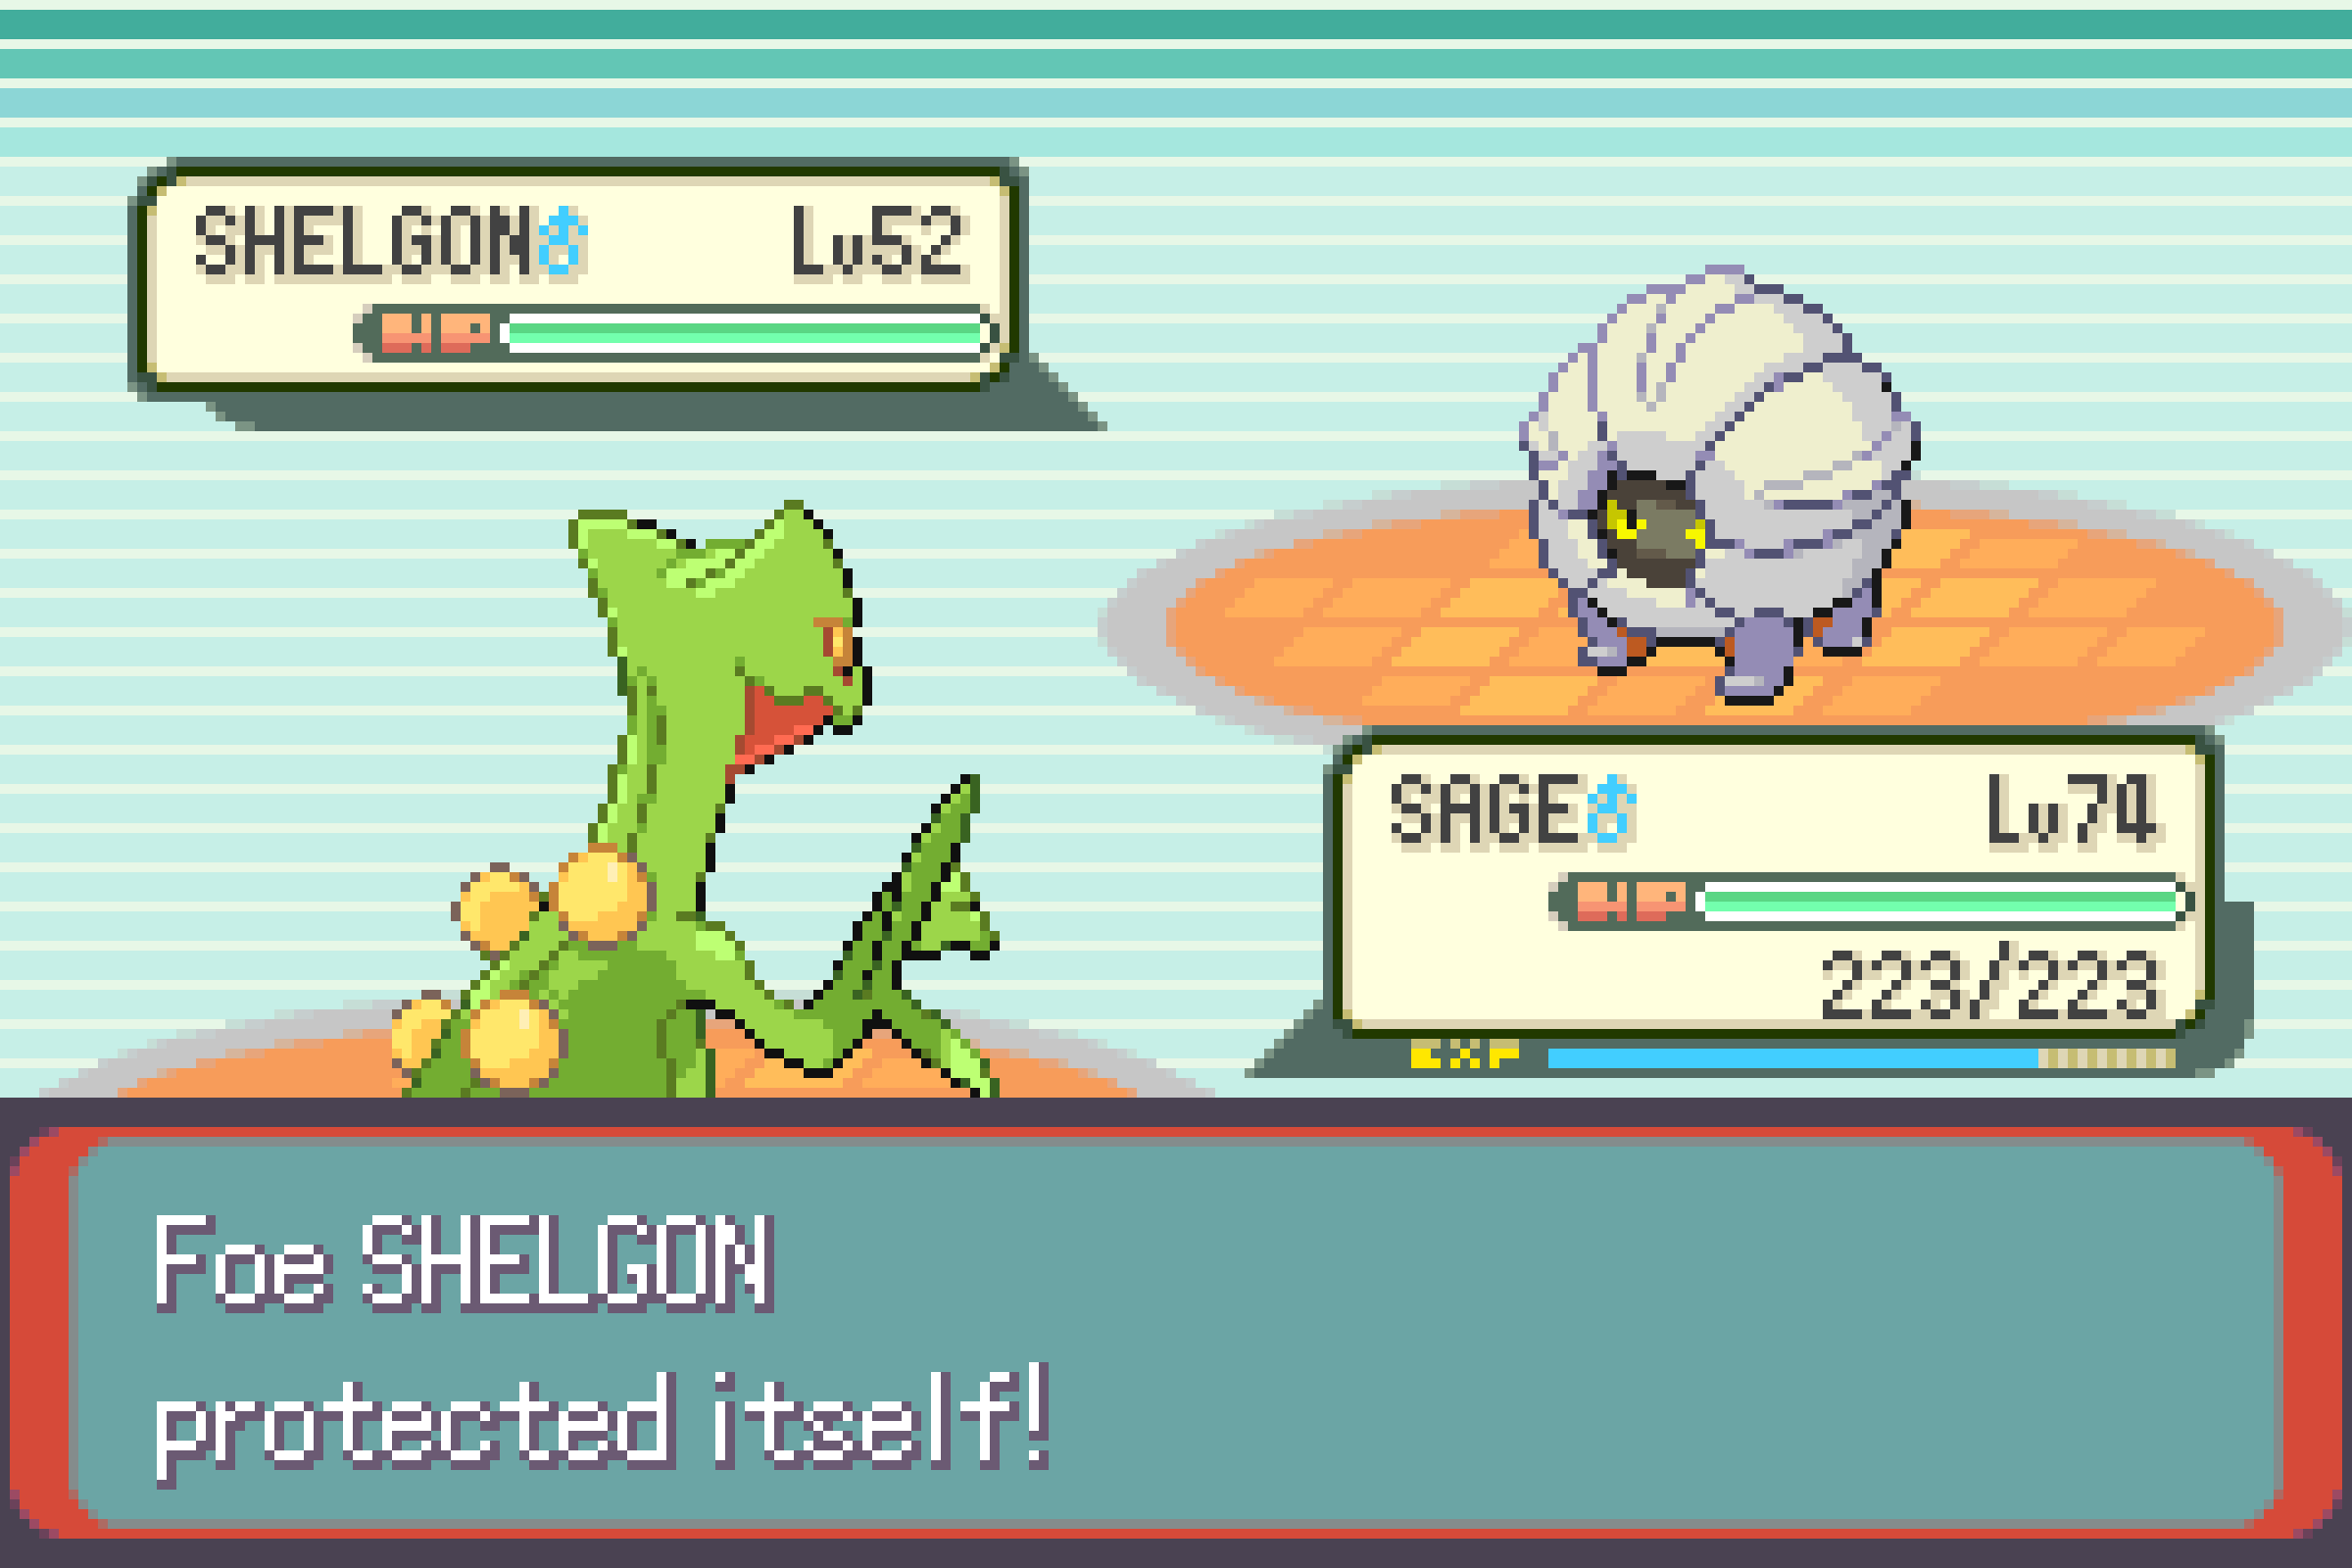 SHELGON♂ Lv52
HP
SAGE♂ Lv74
HP
223/223
EXP
Foe SHELGON
protected itself!